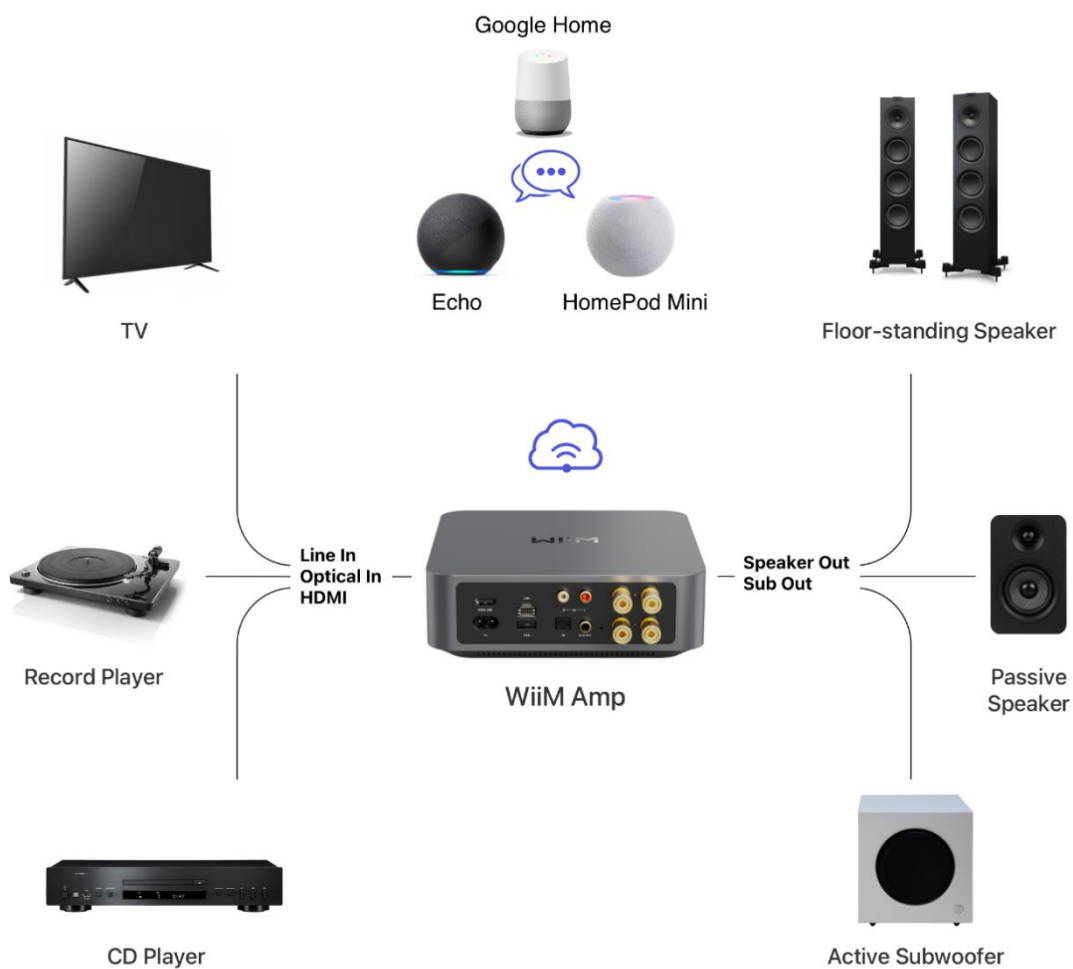 Google Home
Echo
HomePod Mini
TV
Floor-standing Speaker
Line In
Optical In
HDMI
Speaker Out
Sub Out
WiiM
Record Player
WiiM Amp
Passive
Speaker
CD Player
Active Subwoofer